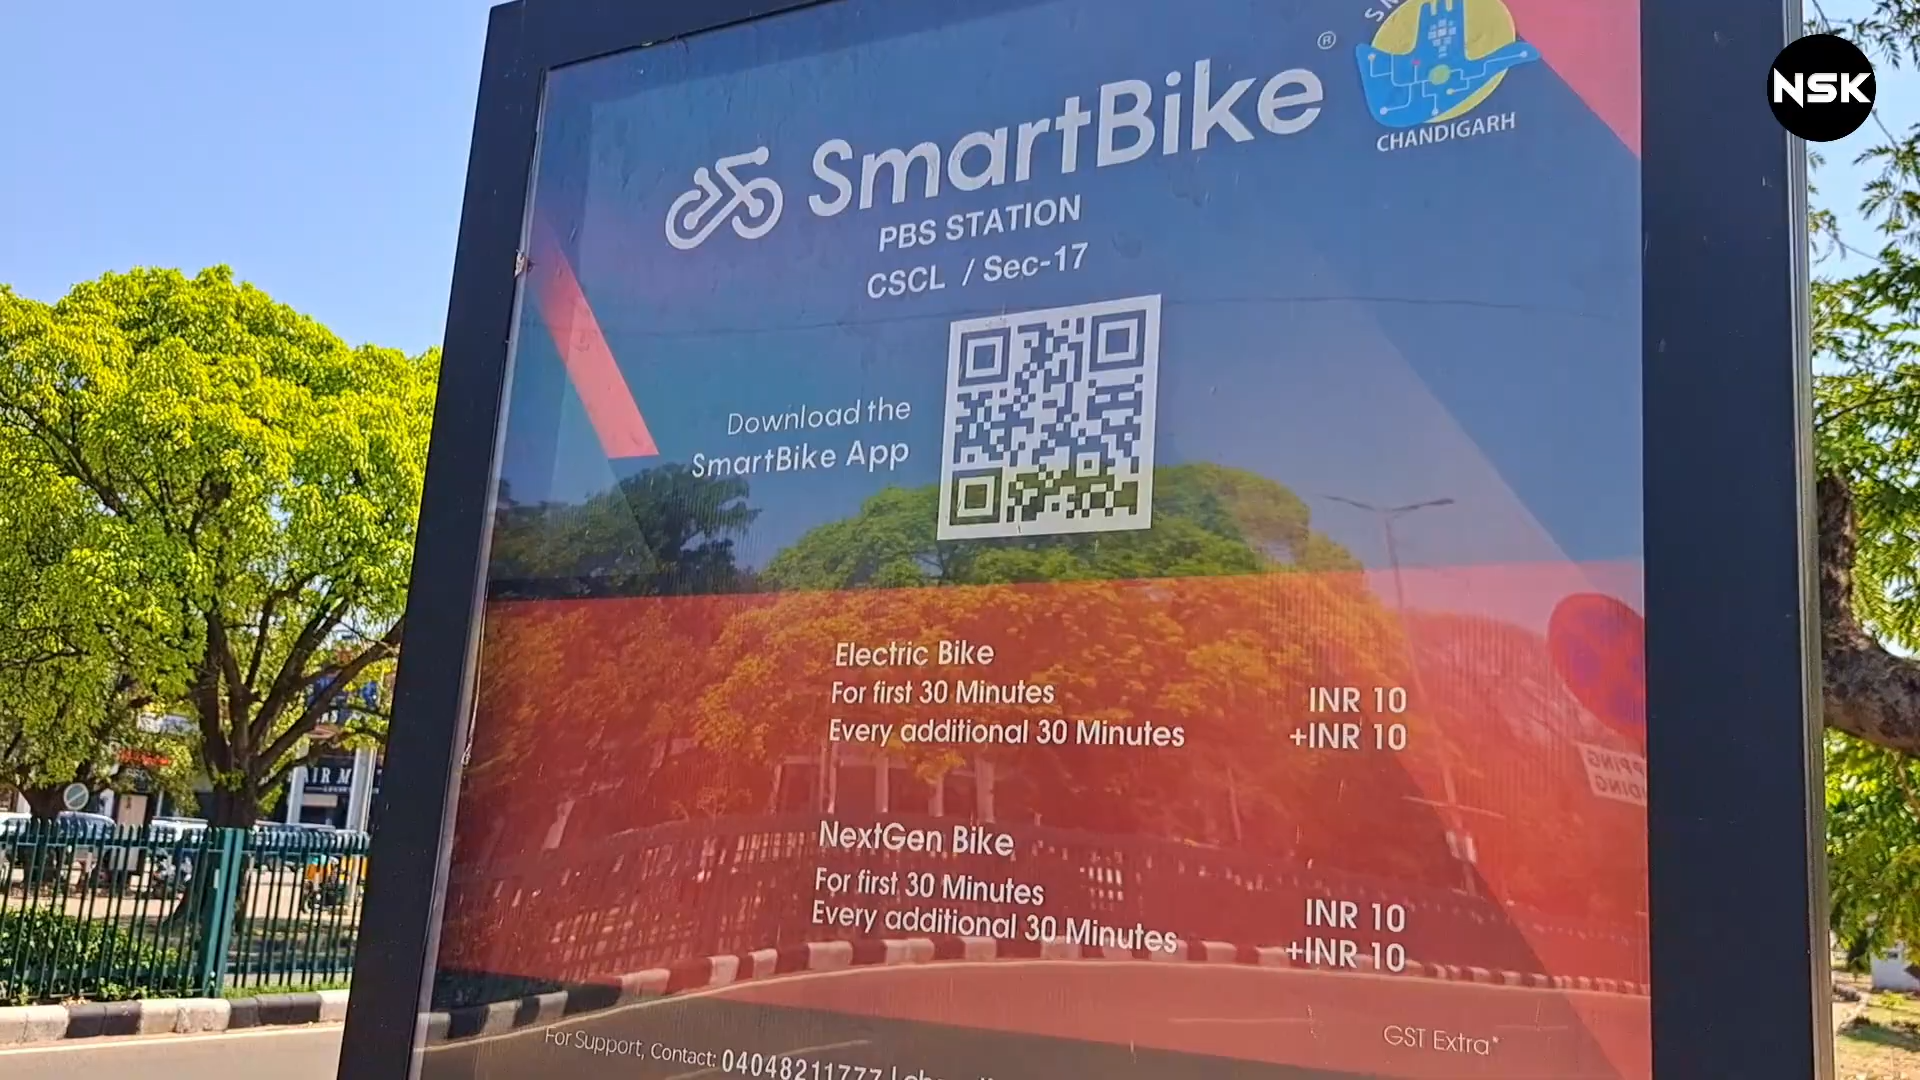 NSK
SmartBike®
CHANDIGARH
PBS STATION
CSCL / Sec-17
Download the
SmartBike App
Electric Bike
For first 30 Minutes INR 10
Every additional 30 Minutes +INR 10
NextGen Bike
For first 30 Minutes INR 10
Every additional 30 Minutes +INR 10
GST Extra*
For Support, Contact: 04048211777 |